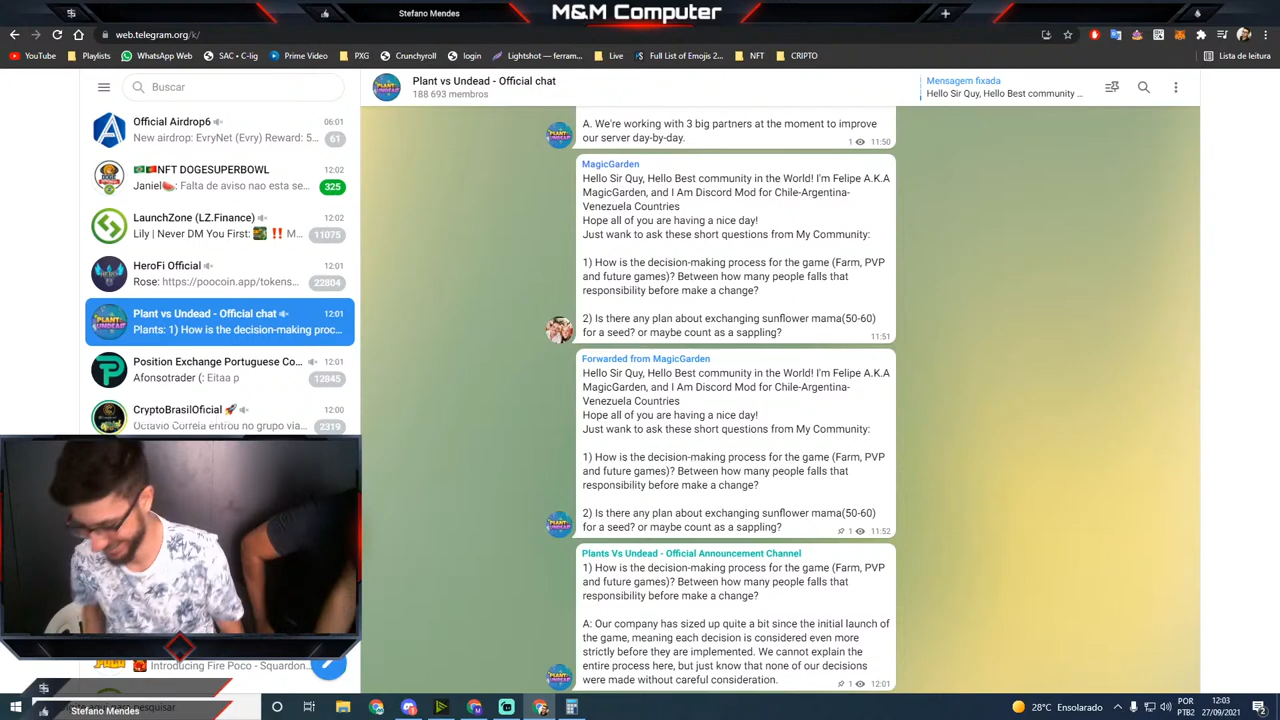 Stefano Mendes
M&M Computer
web.telegram.org/k/
YouTube
Playlists
WhatsApp Web
SAC • C-lig
Prime Video
PXG
Crunchyroll
login
Lightshot — ferram...
Live
Full List of Emojis 2...
NFT
CRIPTO
Lista de leitura
Buscar
Official Airdrop6
06:01
New airdrop: EvryNet (Evry) Reward: 5...
61
NFT DOGESUPERBOWL
12:02
Janiel🍉: Falta de aviso nao esta se...
325
LaunchZone (LZ.Finance)
12:02
Lily | Never DM You First: ‼️ M...
11075
HeroFi Official
12:01
Rose: https://poocoin.app/tokens...
22804
Plant vs Undead - Official chat
12:01
Plants: 1) How is the decision-making proc...
Position Exchange Portuguese Co...
12:01
Afonsotrader (: Eitaa p
12845
CryptoBrasilOficial 🚀
12:00
Octavio Correia entrou no grupo via...
2319
Introducing Fire Poco - Squardon...
Plant vs Undead - Official chat
188 693 membros
Mensagem fixada
Hello Sir Quy, Hello Best community ...
A. We're working with 3 big partners at the moment to improve
our server day-by-day.
1 11:50
MagicGarden
Hello Sir Quy, Hello Best community in the World! I'm Felipe A.K.A
MagicGarden, and I Am Discord Mod for Chile-Argentina-
Venezuela Countries
Hope all of you are having a nice day!
Just wank to ask these short questions from My Community:
1) How is the decision-making process for the game (Farm, PVP
and future games)? Between how many people falls that
responsibility before make a change?
2) Is there any plan about exchanging sunflower mama(50-60)
for a seed? or maybe count as a sappling?
11:51
Forwarded from MagicGarden
Hello Sir Quy, Hello Best community in the World! I'm Felipe A.K.A
MagicGarden, and I Am Discord Mod for Chile-Argentina-
Venezuela Countries
Hope all of you are having a nice day!
Just wank to ask these short questions from My Community:
1) How is the decision-making process for the game (Farm, PVP
and future games)? Between how many people falls that
responsibility before make a change?
2) Is there any plan about exchanging sunflower mama(50-60)
for a seed? or maybe count as a sappling?
1 11:52
Plants Vs Undead - Official Announcement Channel
1) How is the decision-making process for the game (Farm, PVP
and future games)? Between how many people falls that
responsibility before make a change?
A: Our company has sized up quite a bit since the initial launch of
the game, meaning each decision is considered even more
strictly before they are implemented. We cannot explain the
entire process here, but just know that none of our decisions
were made without careful consideration.
1 12:01
pesquisar
Stefano Mendes
28°C Ensolarado
POR
PTB2
12:03
27/09/2021